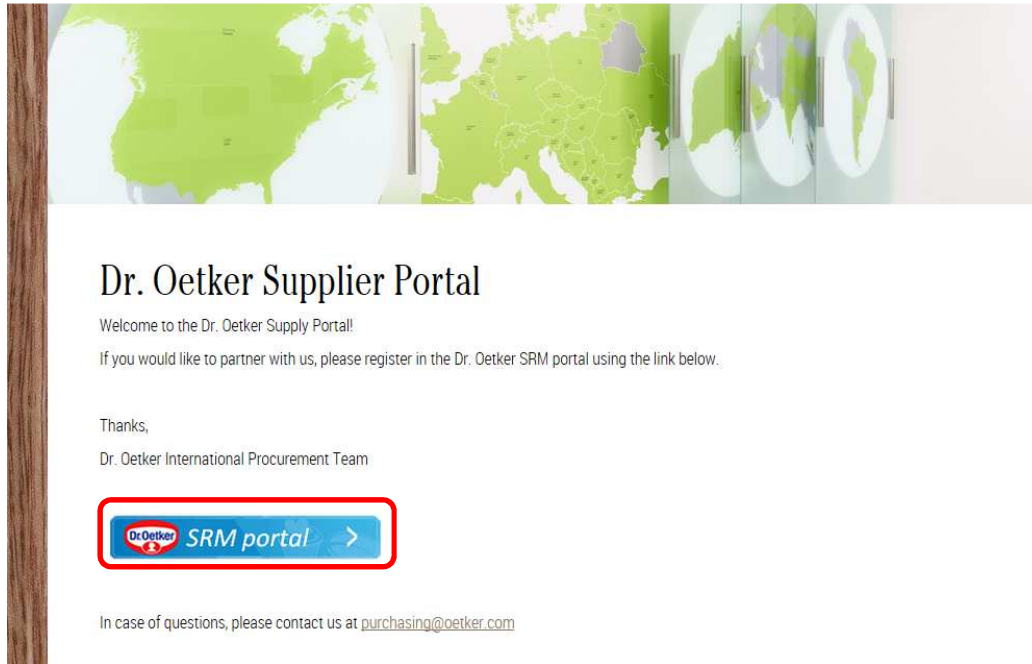 Dr. Oetker Supplier Portal
Welcome to the Dr. Oetker Supply Portal!
If you would like to partner with us, please register in the Dr. Oetker SRM portal using the link below.
Thanks,
Dr. Oetker International Procurement Team
Dr.Oetker SRM portal >
In case of questions, please contact us at purchasing@oetker.com